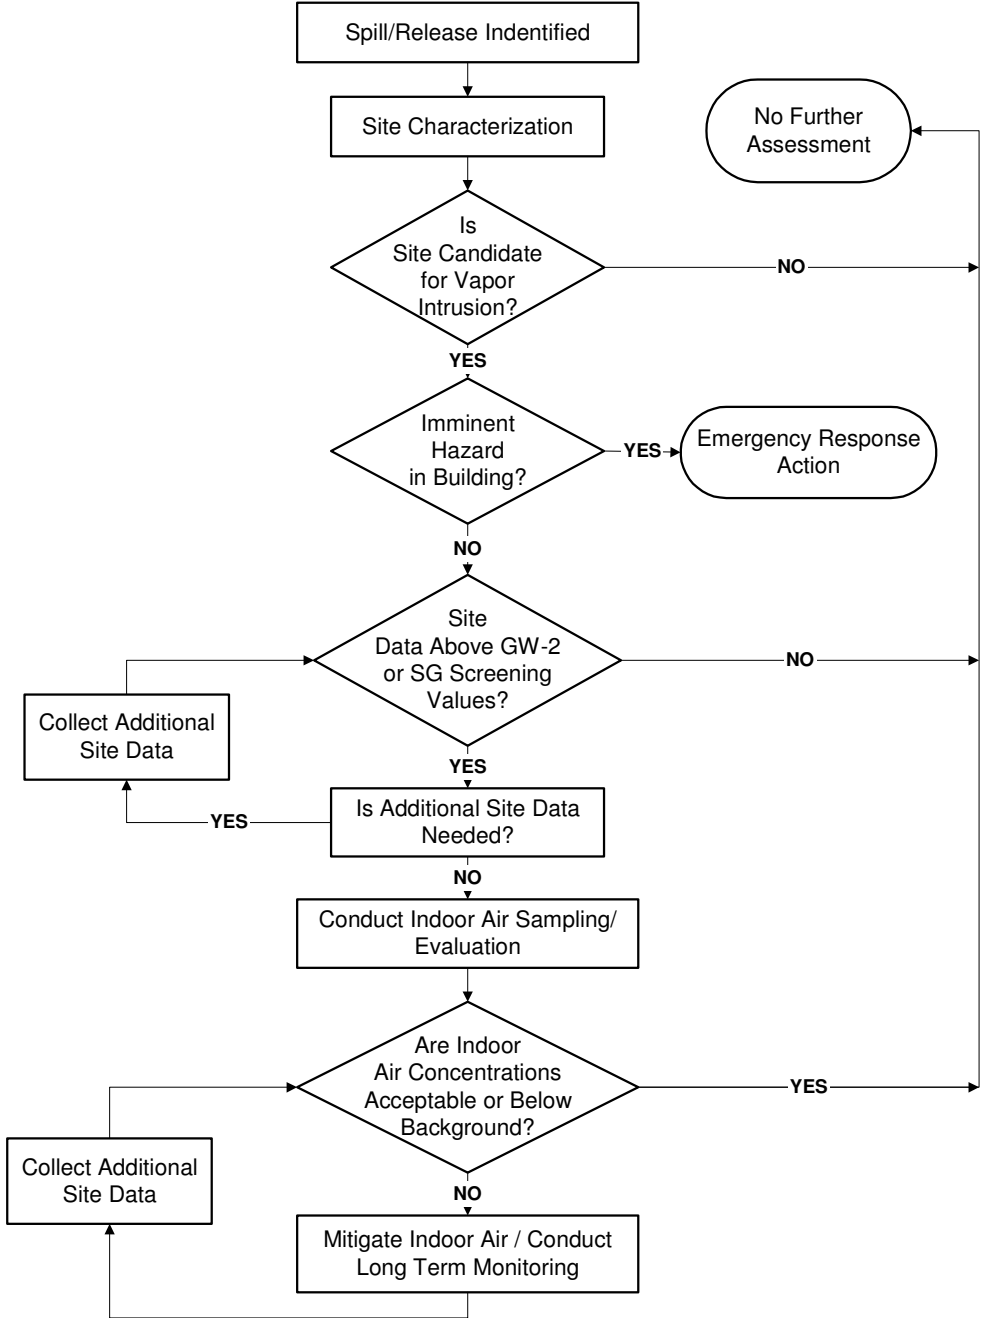 Spill/Release Indentified
Site Characterization
No Further
Assessment
Is
Site Candidate
for Vapor
Intrusion?
NO
YES
Imminent
Hazard
in Building?
YES
Emergency Response
Action
NO
Site
Data Above GW-2
or SG Screening
Values?
NO
Collect Additional
Site Data
YES
Is Additional Site Data
Needed?
YES
NO
Conduct Indoor Air Sampling/
Evaluation
Are Indoor
Air Concentrations
Acceptable or Below
Background?
YES
Collect Additional
Site Data
NO
Mitigate Indoor Air / Conduct
Long Term Monitoring